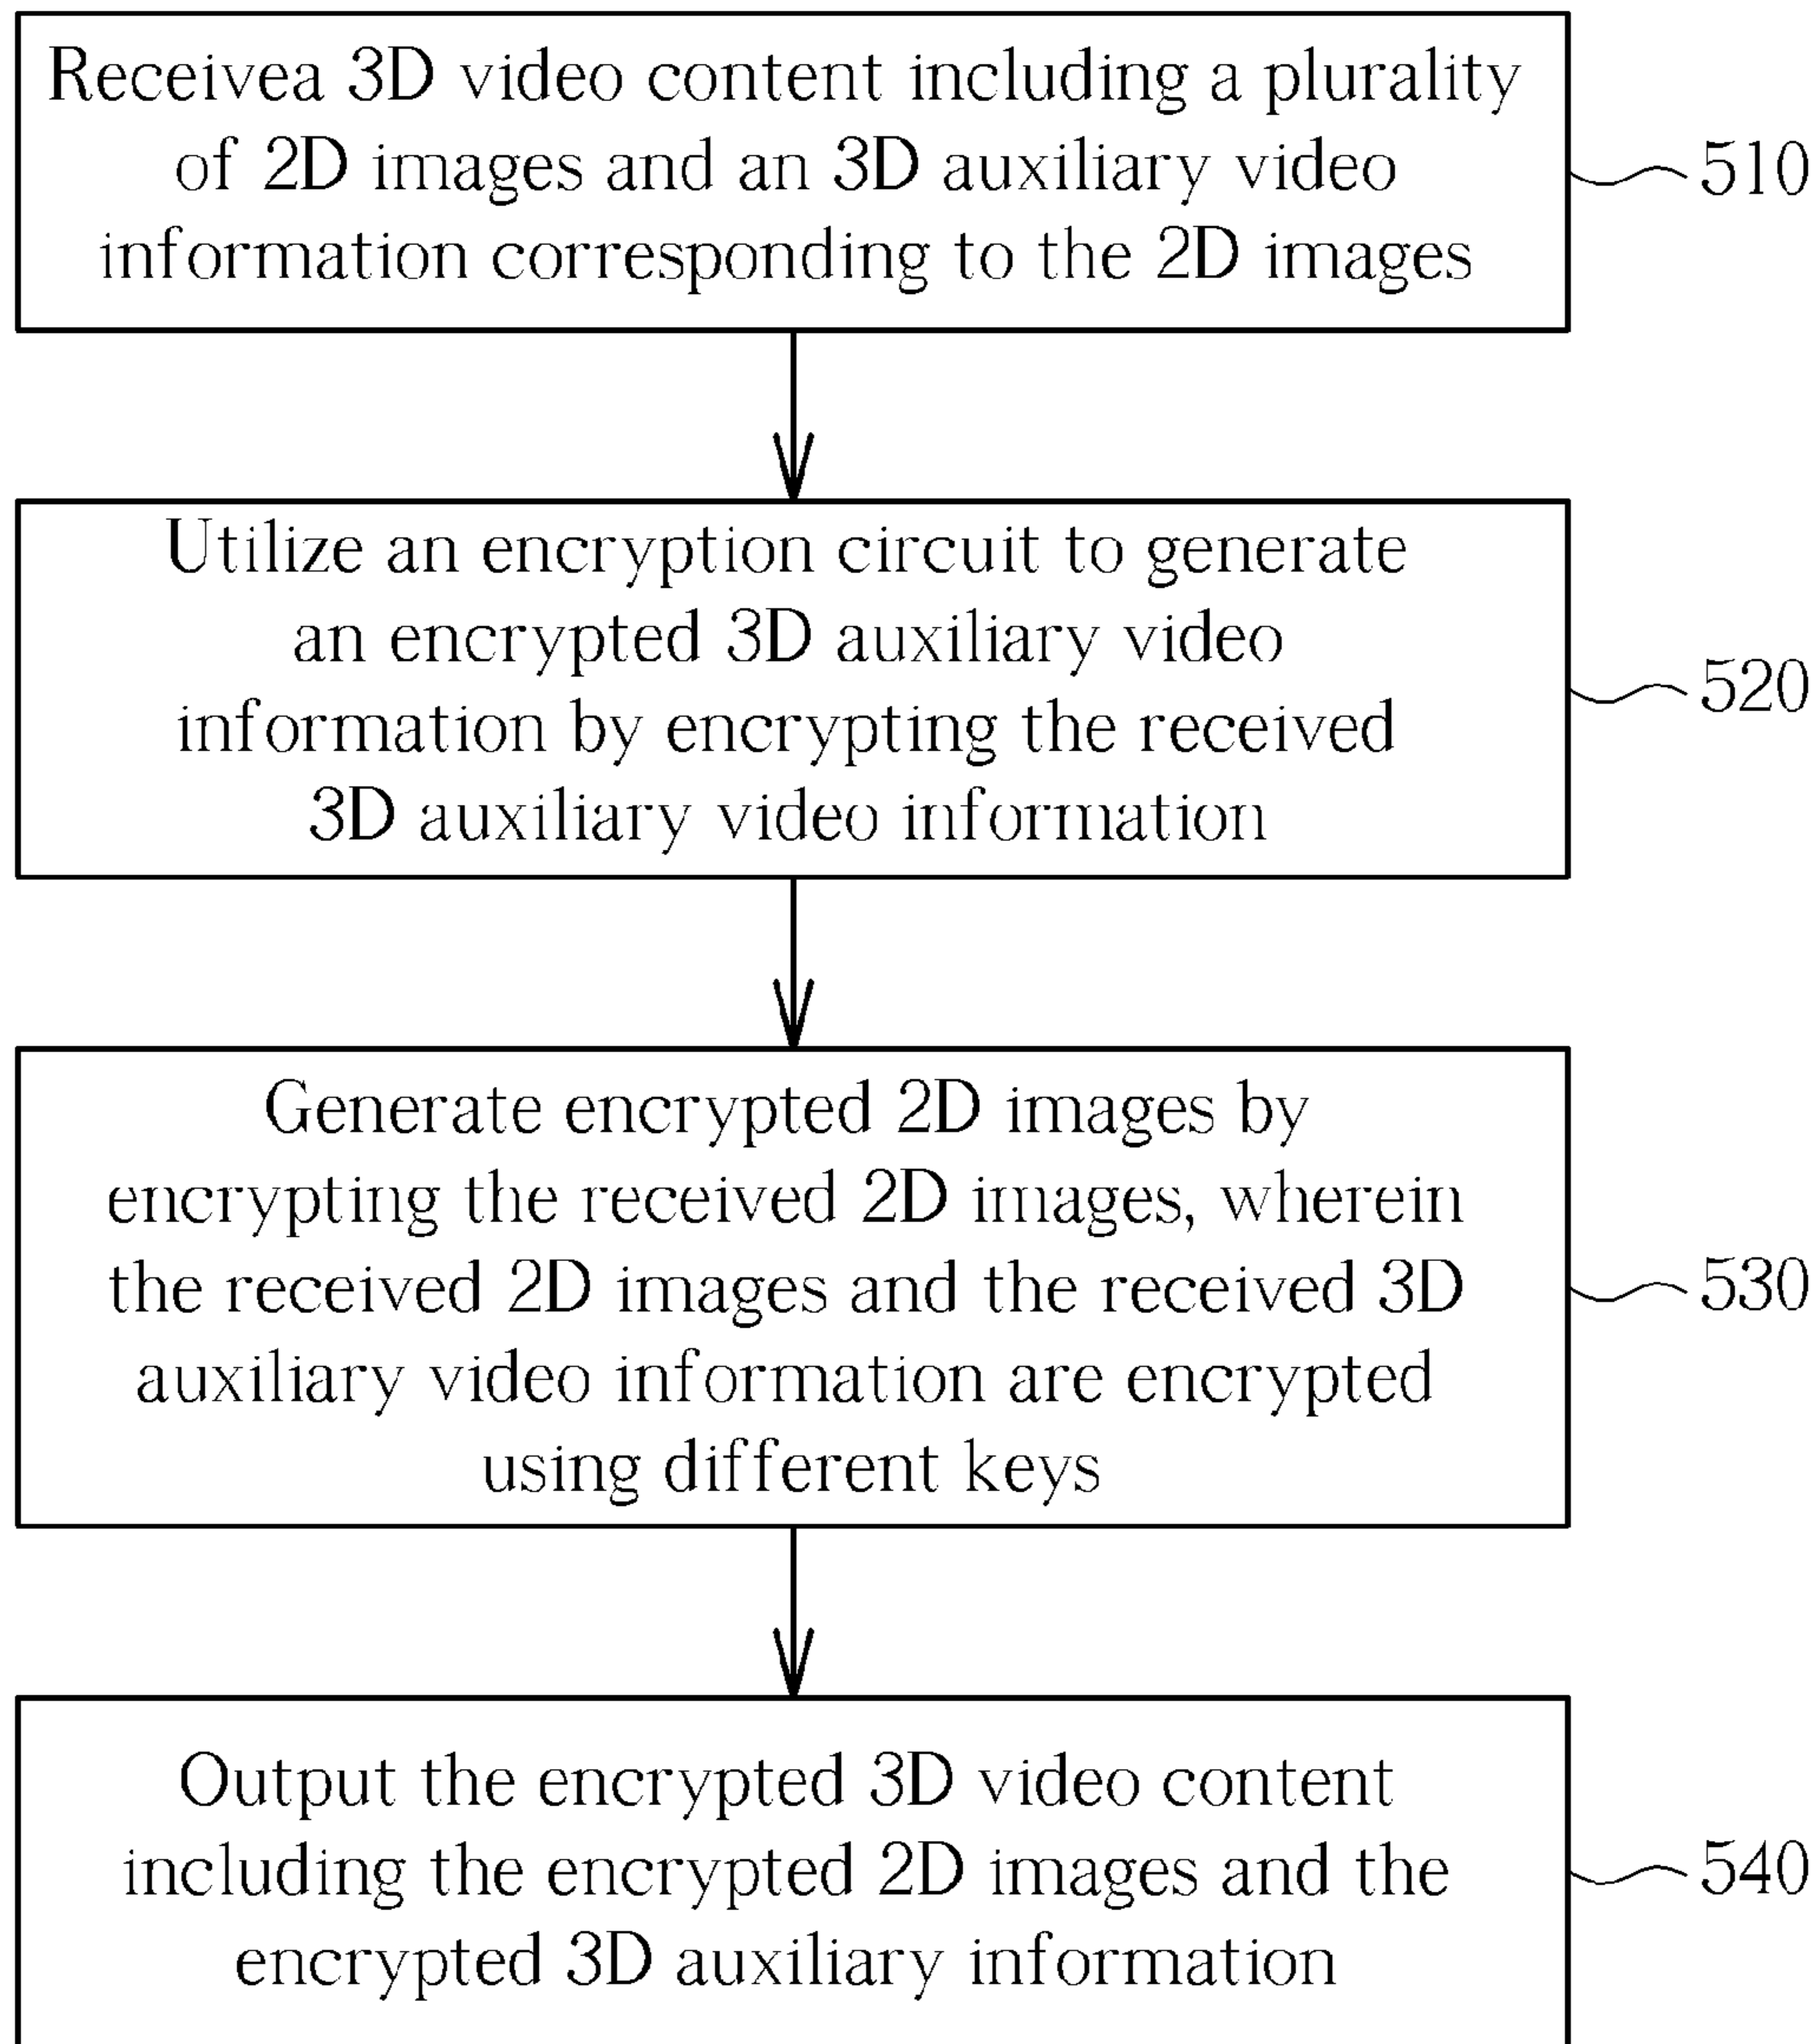 Receivea 3D video content including a plurality
of 2D images and an 3D auxiliary video
information corresponding to the 2D images
510
Utilize an encryption circuit to generate
an encrypted 3D auxiliary video
information by encrypting the received
3D auxiliary video information
520
Generate encrypted 2D images by
encrypting the received 2D images, wherein
the received 2D images and the received 3D
auxiliary video information are encrypted
using different keys
530
Output the encrypted 3D video content
including the encrypted 2D images and the
encrypted 3D auxiliary information
540